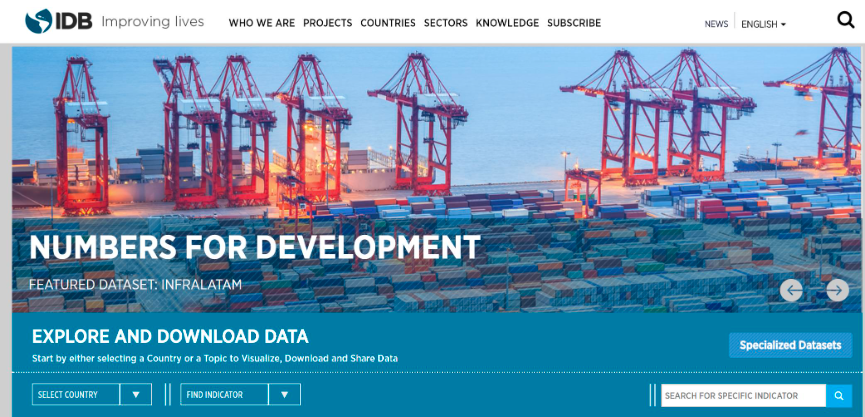 IDB Improving lives
WHO WE ARE PROJECTS COUNTRIES SECTORS KNOWLEDGE SUBSCRIBE
NEWS ENGLISH
NUMBERS FOR DEVELOPMENT
FEATURED DATASET: INFRALATAM
EXPLORE AND DOWNLOAD DATA
Start by either selecting a Country or a Topic to Visualize, Download and Share Data
Specialized Datasets
SELECT COUNTRY
FIND INDICATOR
SEARCH FOR SPECIFIC INDICATOR